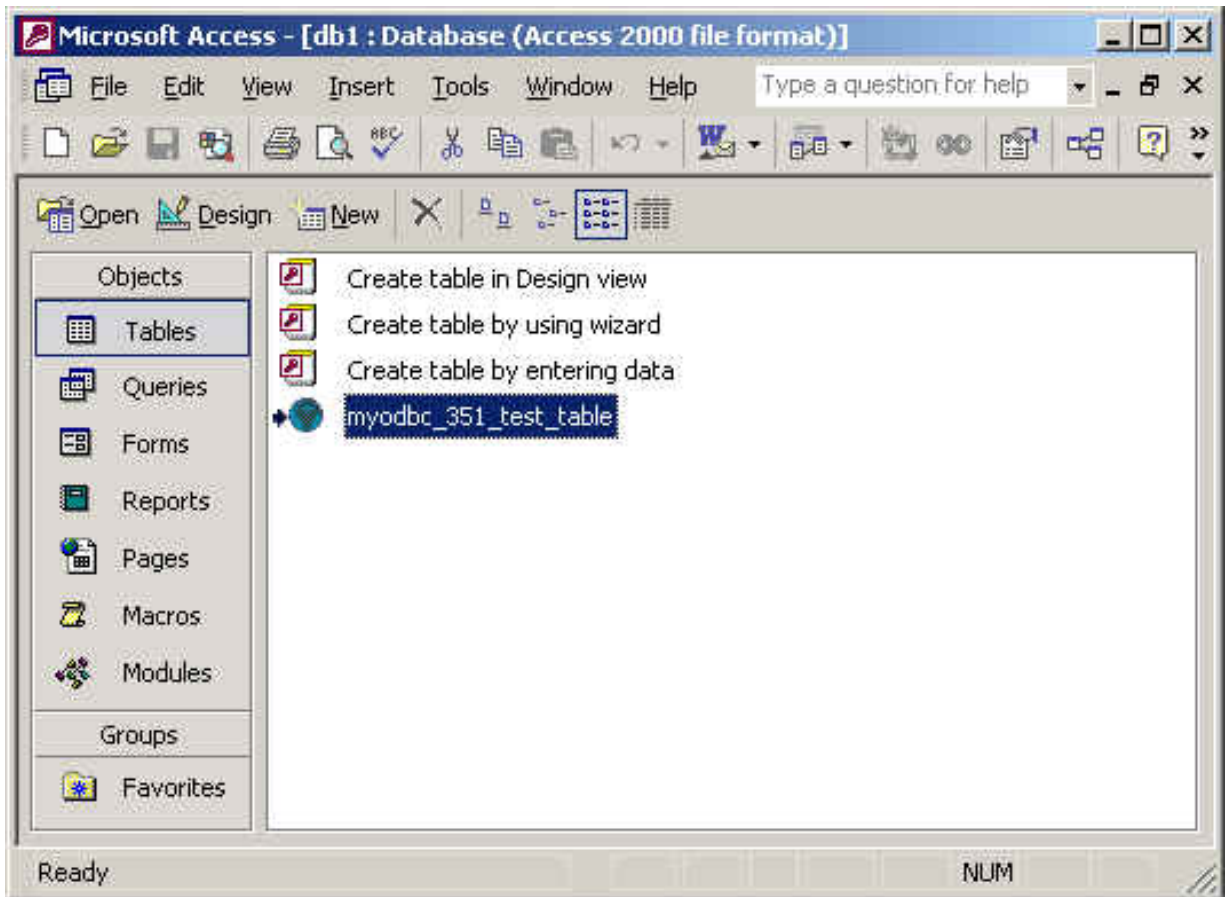 Microsoft Access - [db1 : Database (Access 2000 file format)]
File Edit View Insert Tools Window Help Type a question for help
ABC W
Open Design New
Objects
Tables
Queries
Forms
Reports
Pages
Macros
Modules
Groups
Favorites
Create table in Design view
Create table by using wizard
Create table by entering data
myodbc_351_test_table
Ready NUM